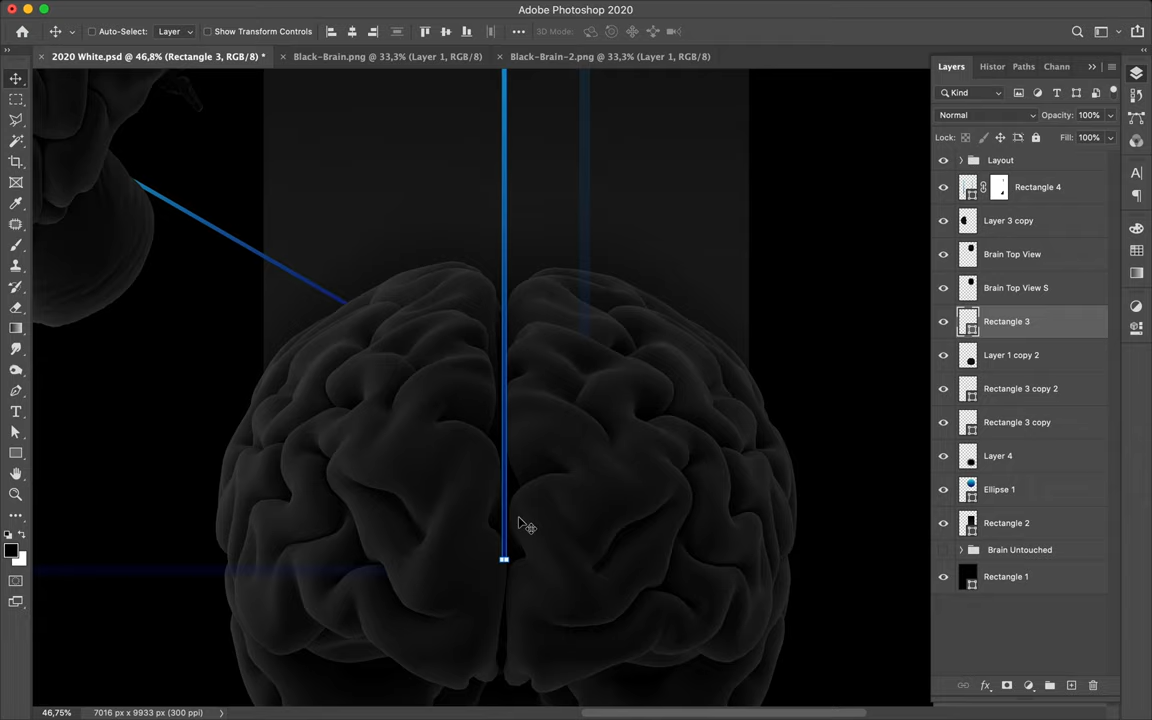 Adobe Photoshop 2020
Auto-Select: Layer Show Transform Controls 3D Mode:
2020 White.psd @ 46,8% (Rectangle 3, RGB/8) * Black-Brain.png @ 33,3% (Layer 1, RGB/8) Black-Brain-2.png @ 33,3% (Layer 1, RGB/8)
Layers Histor Paths Chann
Kind
Normal Opacity: 100%
Lock: Fill: 100%
Layout
Rectangle 4
Layer 3 copy
Brain Top View
Brain Top View S
Rectangle 3
Layer 1 copy 2
Rectangle 3 copy 2
Rectangle 3 copy
Layer 4
Ellipse 1
Rectangle 2
Brain Untouched
Rectangle 1
46,75% 7016 px x 9933 px (300 ppi)